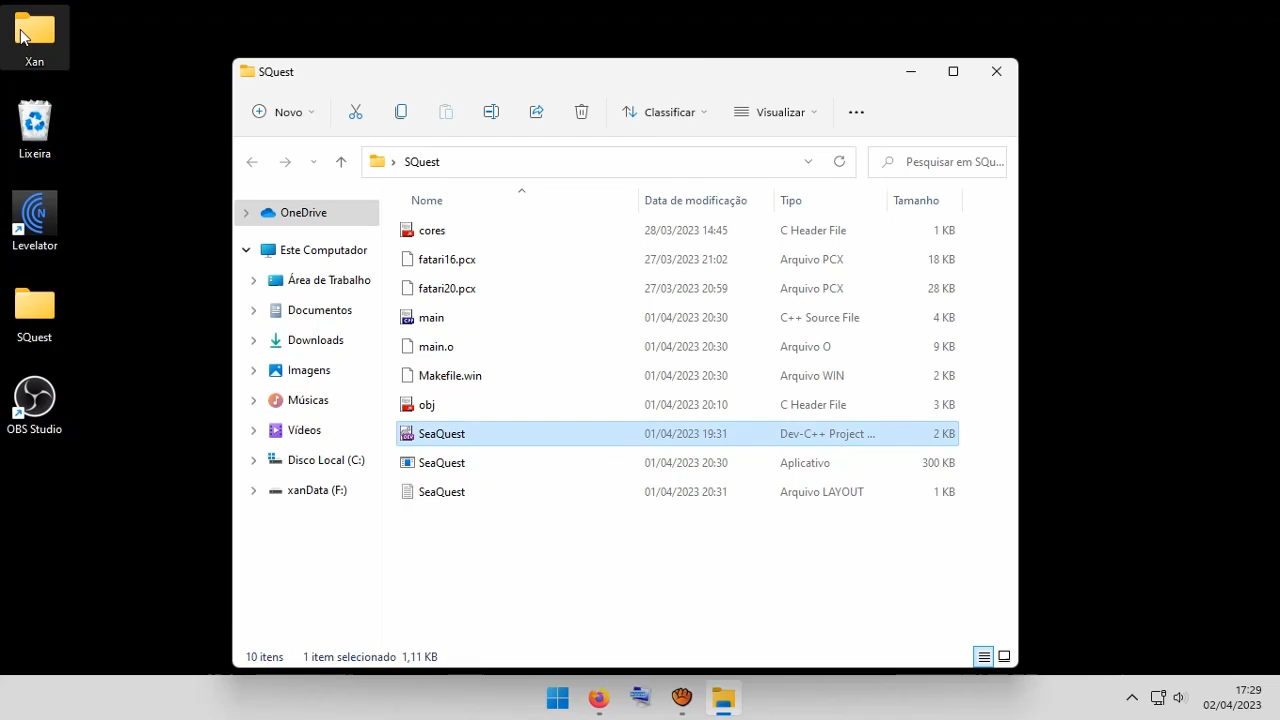 Xan
Lixeira
Levelator
SQuest
OBS Studio
SQuest
Novo
Classificar
Visualizar
SQuest
Pesquisar em SQu...
OneDrive
Este Computador
Área de Trabalho
Documentos
Downloads
Imagens
Músicas
Vídeos
Disco Local (C:)
xanData (F:)
Nome Data de modificação Tipo Tamanho
cores 28/03/2023 14:45 C Header File 1 KB
fatari16.pcx 27/03/2023 21:02 Arquivo PCX 18 KB
fatari20.pcx 27/03/2023 20:59 Arquivo PCX 28 KB
main 01/04/2023 20:30 C++ Source File 4 KB
main.o 01/04/2023 20:30 Arquivo O 9 KB
Makefile.win 01/04/2023 20:30 Arquivo WIN 2 KB
obj 01/04/2023 20:10 C Header File 3 KB
SeaQuest 01/04/2023 19:31 Dev-C++ Project ... 2 KB
SeaQuest 01/04/2023 20:30 Aplicativo 300 KB
SeaQuest 01/04/2023 20:31 Arquivo LAYOUT 1 KB
10 itens 1 item selecionado 1,11 KB
17:29
02/04/2023